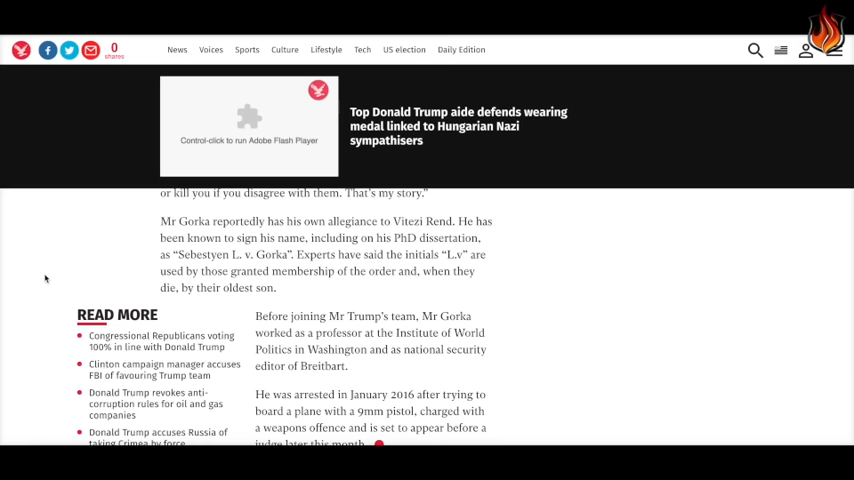 0
shares
News Voices Sports Culture Lifestyle Tech US election Daily Edition
Control-click to run Adobe Flash Player
Top Donald Trump aide defends wearing
medal linked to Hungarian Nazi
sympathisers
or kill you if you disagree with them. That's my story."
Mr Gorka reportedly has his own allegiance to Vitezi Rend. He has
been known to sign his name, including on his PhD dissertation,
as “Sebestyen L. v. Gorka”. Experts have said the initials “L.v” are
used by those granted membership of the order and, when they
die, by their oldest son.
READ MORE
Congressional Republicans voting
100% in line with Donald Trump
Clinton campaign manager accuses
FBI of favouring Trump team
Donald Trump revokes anti-
corruption rules for oil and gas
companies
Donald Trump accuses Russia of
taking Crimea by force
Before joining Mr Trump's team, Mr Gorka
worked as a professor at the Institute of World
Politics in Washington and as national security
editor of Breitbart.
He was arrested in January 2016 after trying to
board a plane with a 9mm pistol, charged with
a weapons offence and is set to appear before a
judge later this month.